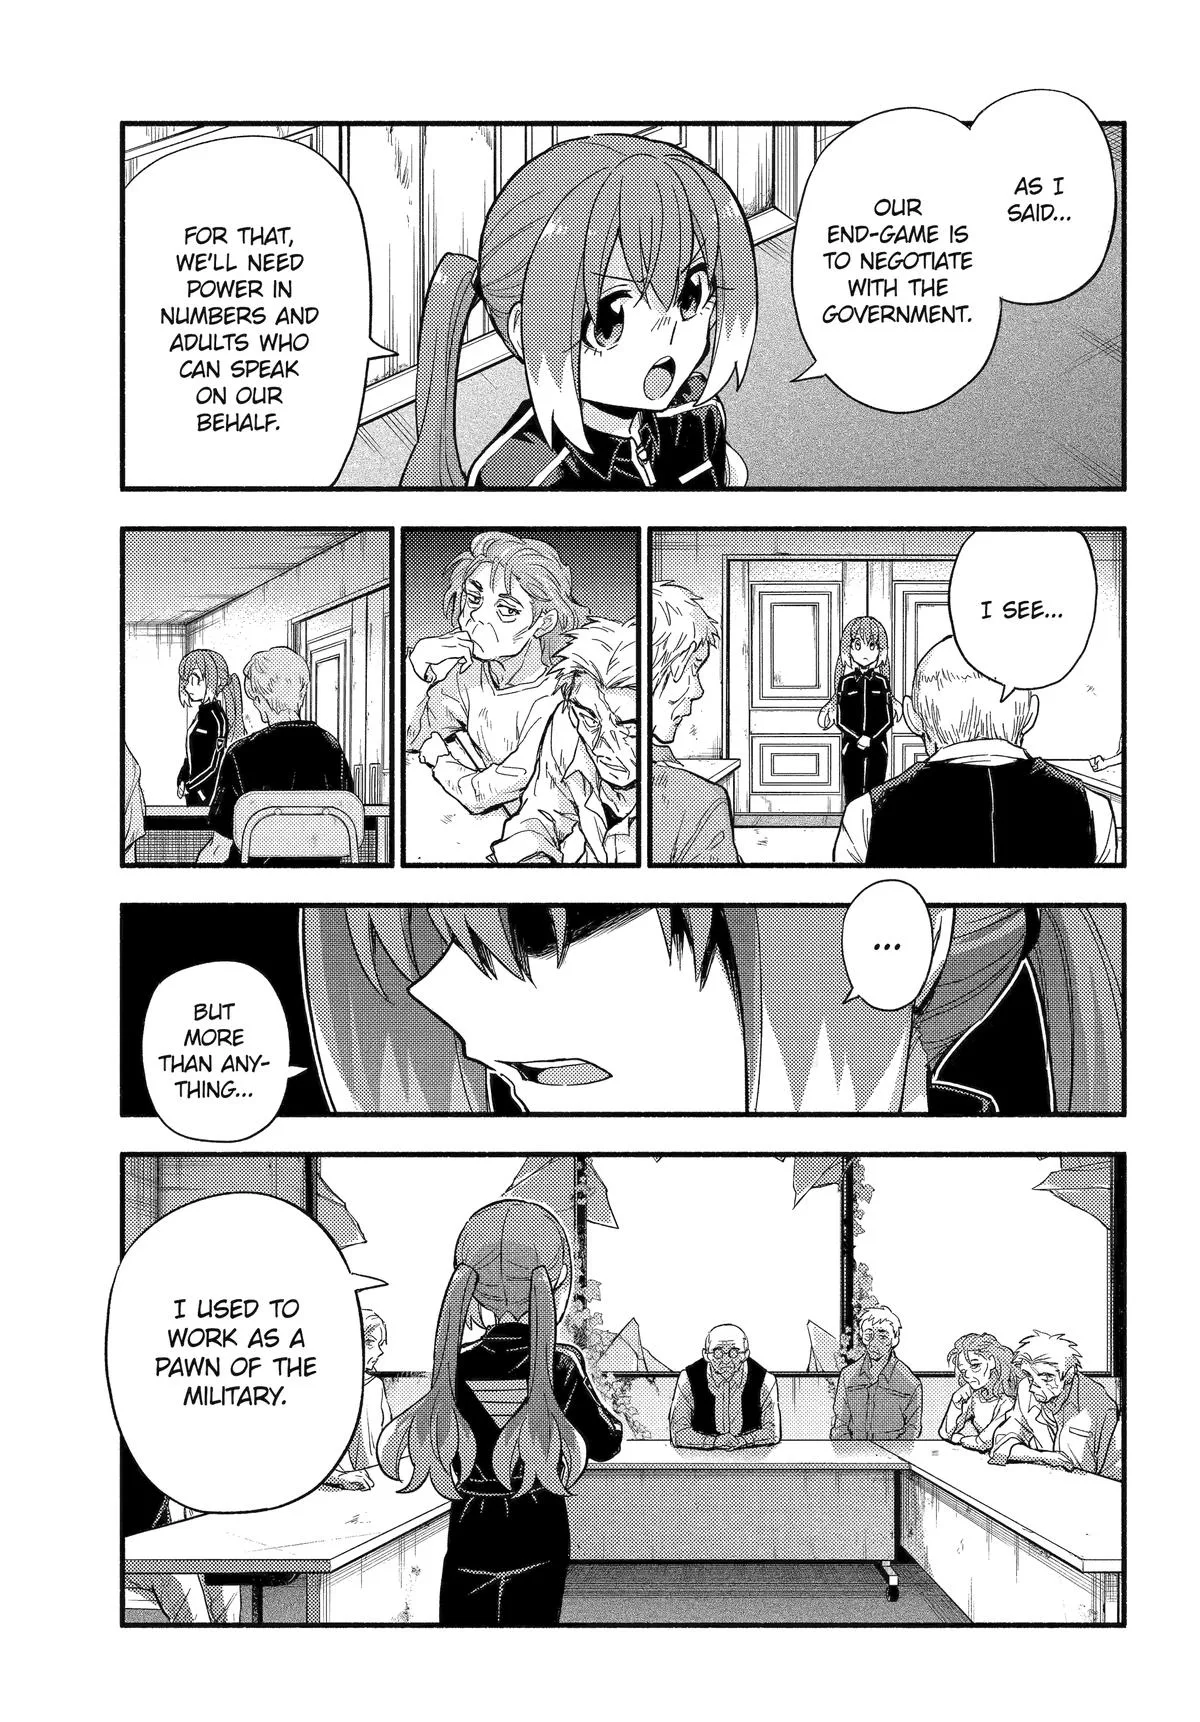 AS I
SAID...
OUR
END-GAME IS
TO NEGOTIATE
WITH THE
GOVERNMENT.
FOR THAT,
WE'LL NEED
POWER IN
NUMBERS AND
ADULTS WHO
CAN SPEAK
ON OUR
BEHALF.
I SEE...
...
BUT
MORE
THAN ANY-
THING...
I USED TO
WORK AS A
PAWN OF THE
MILITARY.